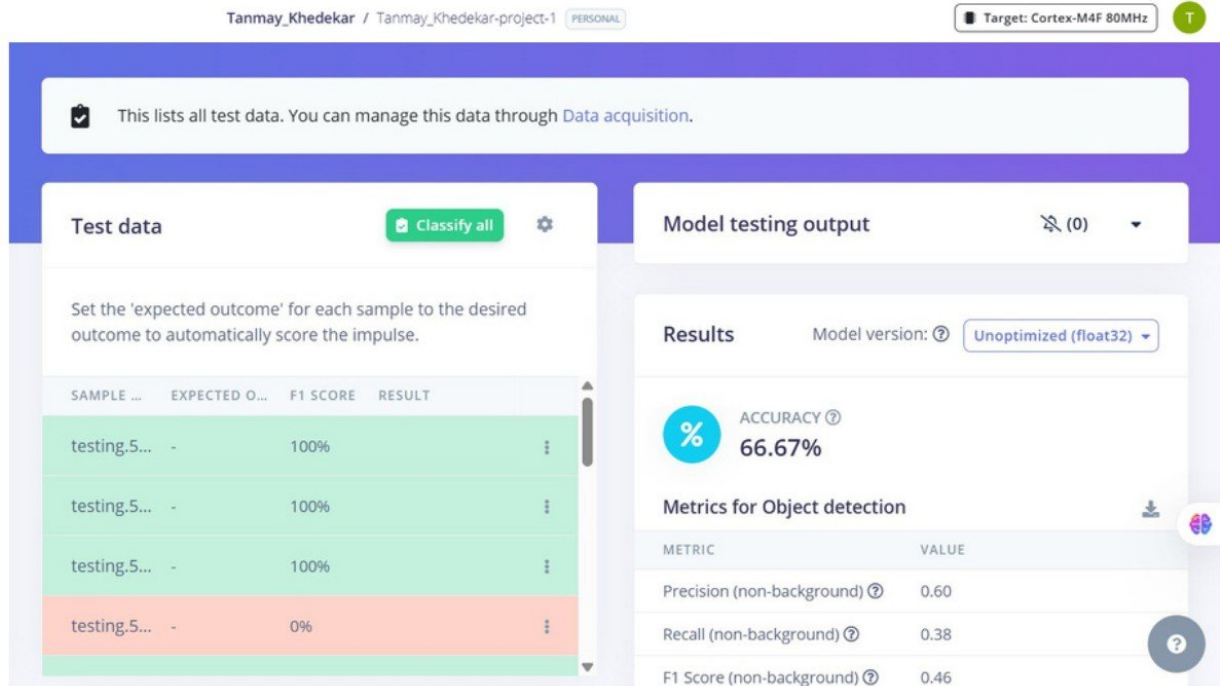 Tanmay_Khedekar / Tanmay_Khedekar-project-1 PERSONAL
Target: Cortex-M4F 80MHz
T
This lists all test data. You can manage this data through Data acquisition.
Test data
Classify all
Set the 'expected outcome' for each sample to the desired
outcome to automatically score the impulse.
SAMPLE ... EXPECTED O... F1 SCORE RESULT
testing.5... - 100%
testing.5... - 100%
testing.5... - 100%
testing.5... - 0%
Model testing output
(0)
Results
Model version: ? Unoptimized (float32)
%
ACCURACY ?
66.67%
Metrics for Object detection
METRIC VALUE
Precision (non-background) ? 0.60
Recall (non-background) ? 0.38
F1 Score (non-background) ? 0.46
?